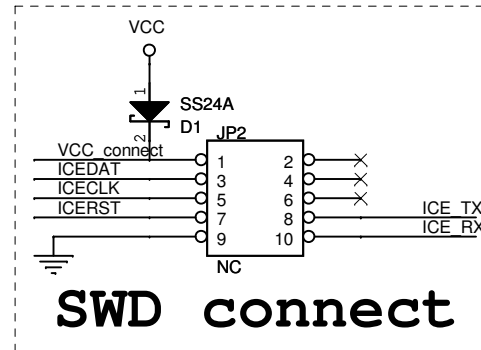 VCC
1
SS24A
2
D1
JP2
VCC_connect
1
2
ICEDAT
3
4
ICECLK
5
6
ICERST
7
8
ICE_TX
9
10
ICE_RX
NC
SWD connect